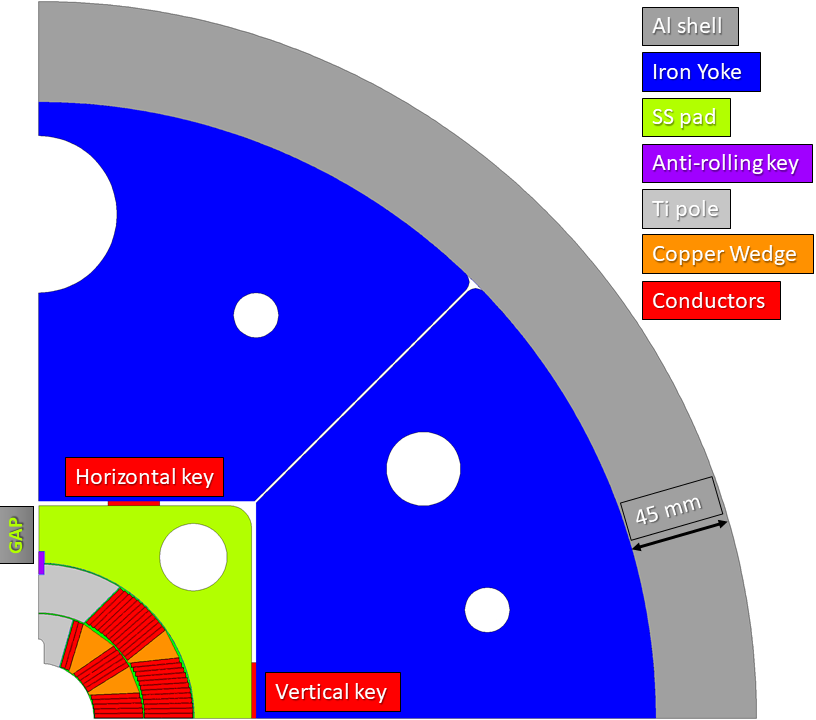 Al shell
Iron Yoke
SS pad
Anti-rolling key
Ti pole
Copper Wedge
Conductors
Horizontal key
GAP
45 mm
Vertical key